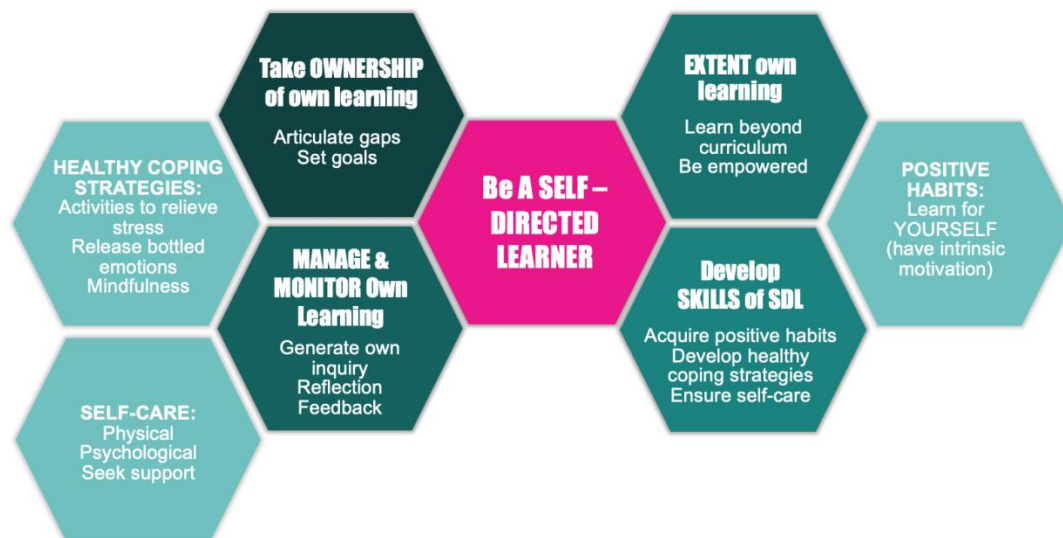 Take OWNERSHIP
of own learning
Articulate gaps
Set goals
EXTENT own
learning
Learn beyond
curriculum
Be empowered
HEALTHY COPING
STRATEGIES:
Activities to relieve
stress
Release bottled
emotions
Mindfulness
Be A SELF –
DIRECTED
LEARNER
POSITIVE
HABITS:
Learn for
YOURSELF
(have intrinsic
motivation)
MANAGE &
MONITOR Own
Learning
Generate own
inquiry
Reflection
Feedback
Develop
SKILLS of SDL
Acquire positive habits
Develop healthy
coping strategies
Ensure self-care
SELF-CARE:
Physical
Psychological
Seek support